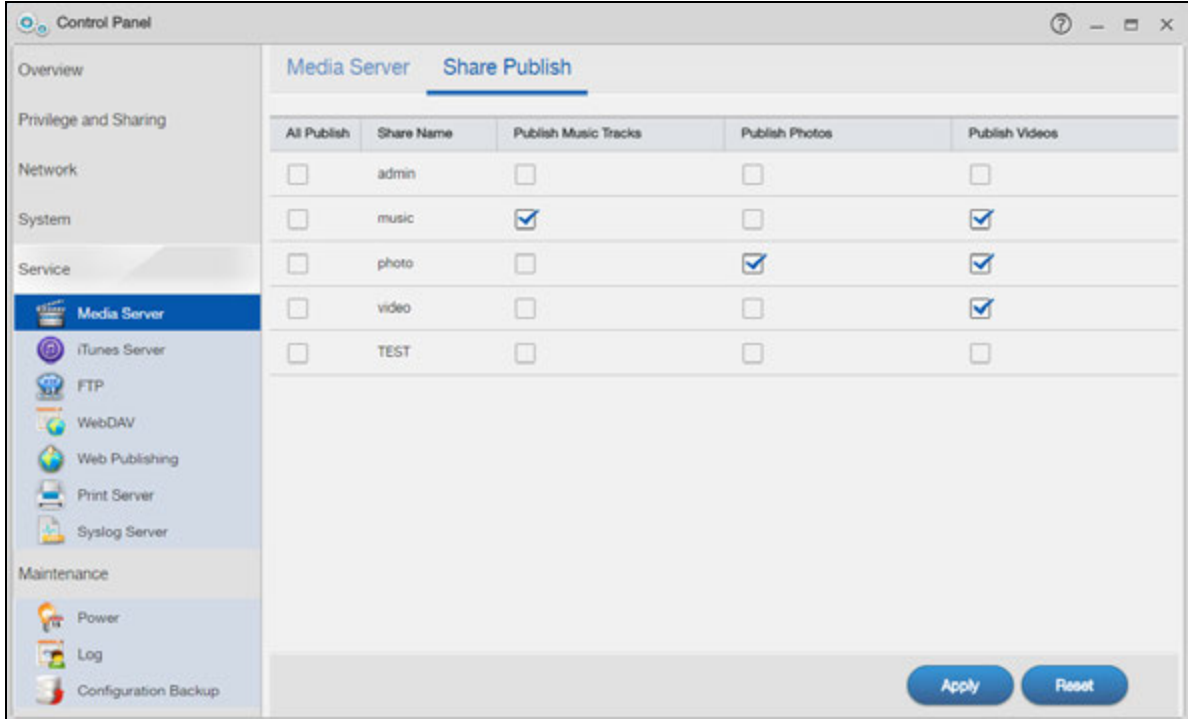 Control Panel
Overview
Privilege and Sharing
Network
System
Service
Media Server
iTunes Server
FTP
WebDAV
Web Publishing
Print Server
Syslog Server
Maintenance
Power
Log
Configuration Backup
Media Server Share Publish
All Publish Share Name Publish Music Tracks Publish Photos Publish Videos
admin
music
photo
video
TEST
Apply Reset